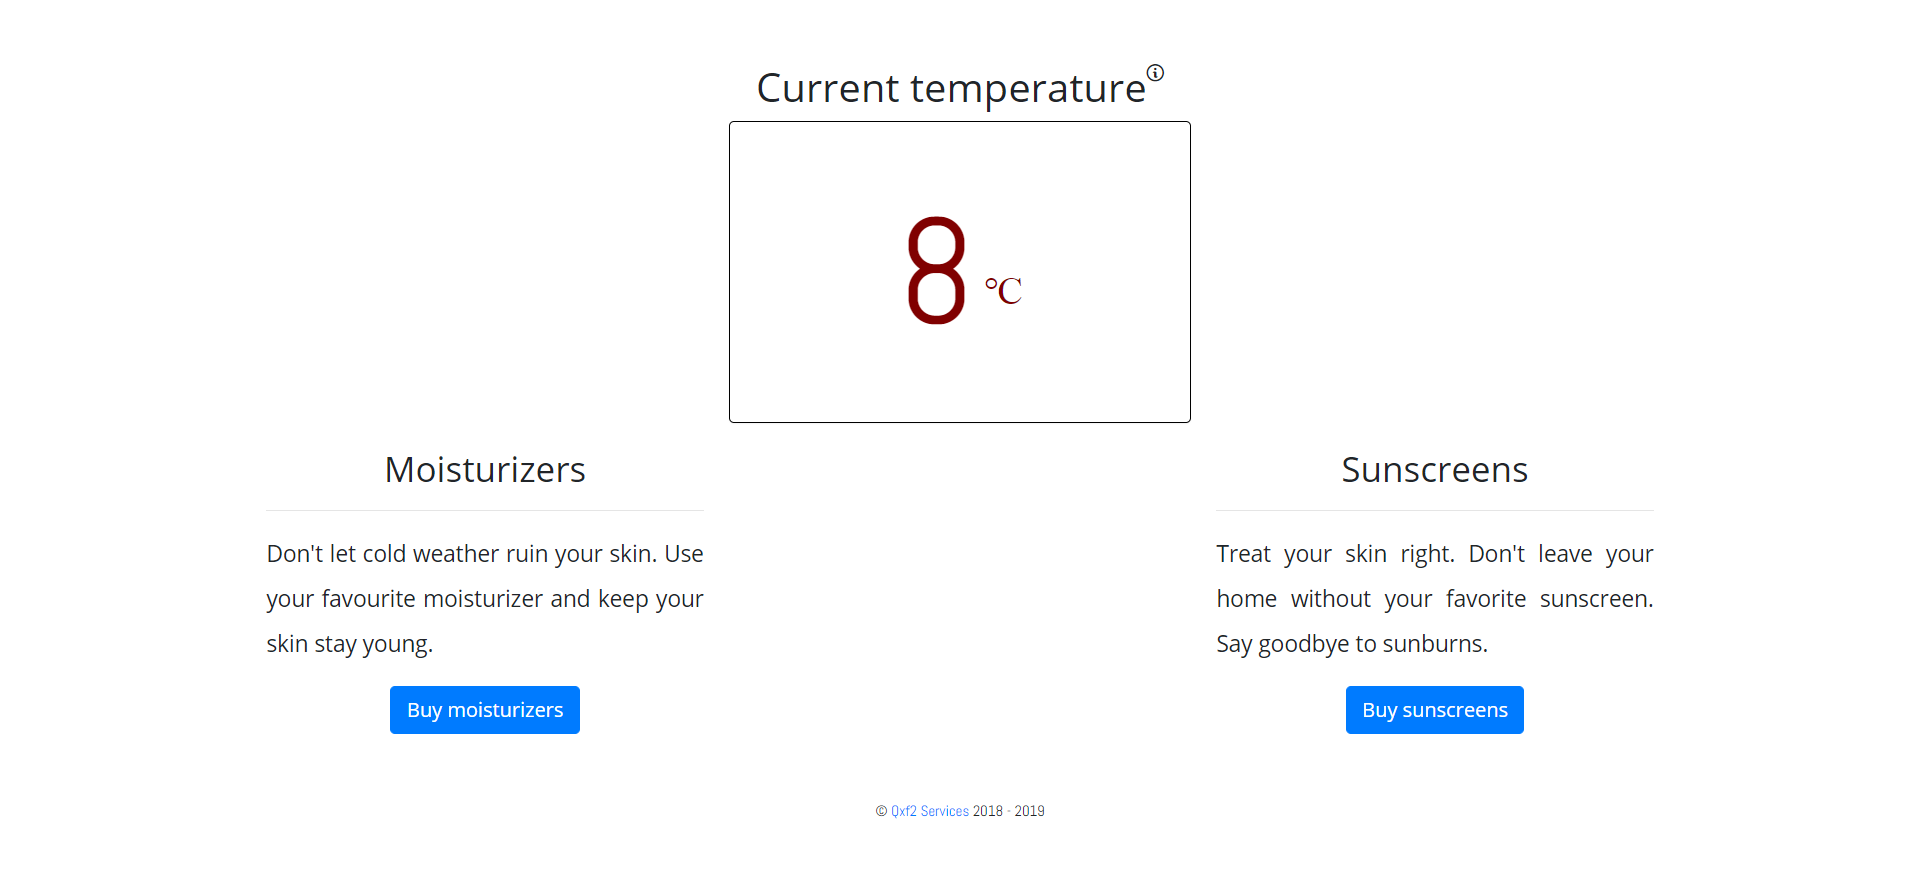 Current temperature
8 ℃
Moisturizers
Don't let cold weather ruin your skin. Use
your favourite moisturizer and keep your
skin stay young.
Buy moisturizers
Sunscreens
Treat your skin right. Don't leave your
home without your favorite sunscreen.
Say goodbye to sunburns.
Buy sunscreens
© Qxf2 Services 2018 - 2019